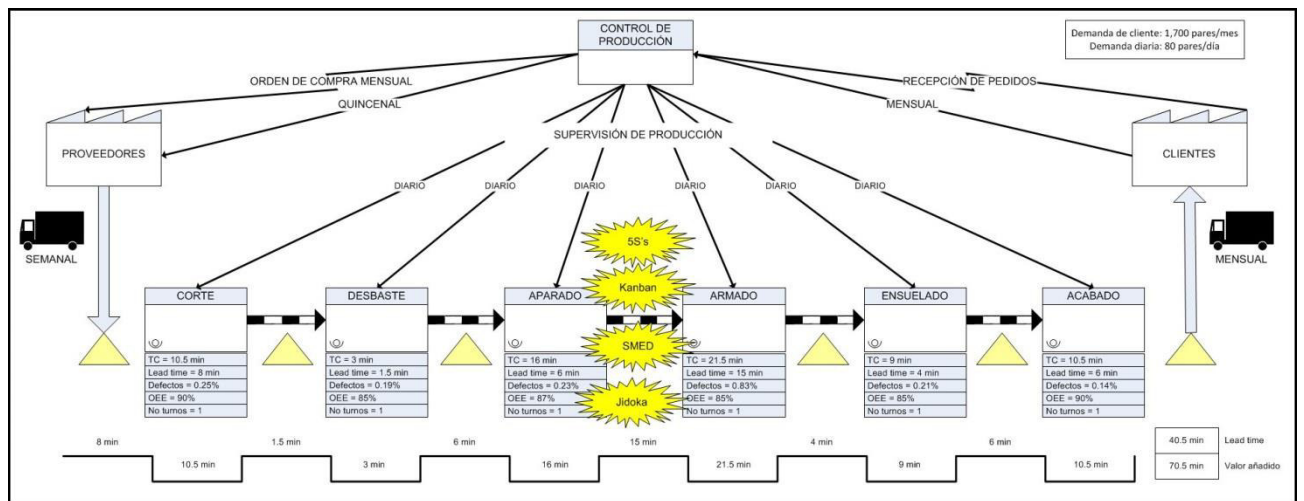 CONTROL DE
PRODUCCIÓN
Demanda de cliente: 1,700 pares/mes
Demanda diaria: 80 pares/día
ORDEN DE COMPRA MENSUAL
RECEPCIÓN DE PEDIDOS
QUINCENAL
MENSUAL
SUPERVISIÓN DE PRODUCCIÓN
PROVEEDORES
CLIENTES
DIARIO
DIARIO
DIARIO
DIARIO
DIARIO
DIARIO
SEMANAL
MENSUAL
5S's
Kanban
SMED
Jidoka
CORTE
TC = 10.5 min
Lead time = 8 min
Defectos = 0.25%
OEE = 90%
No turnos = 1
DESBASTE
TC = 3 min
Lead time = 1.5 min
Defectos = 0.19%
OEE = 85%
No turnos = 1
APARADO
TC = 16 min
Lead time = 6 min
Defectos = 0.23%
OEE = 87%
No turnos = 1
ARMADO
TC = 21.5 min
Lead time = 15 min
Defectos = 0.83%
OEE = 85%
No turnos = 1
ENSUELADO
TC = 9 min
Lead time = 4 min
Defectos = 0.21%
OEE = 85%
No turnos = 1
ACABADO
TC = 10.5 min
Lead time = 6 min
Defectos = 0.14%
OEE = 90%
No turnos = 1
8 min
1.5 min
6 min
15 min
4 min
6 min
10.5 min
3 min
16 min
21.5 min
9 min
10.5 min
40.5 min Lead time
70.5 min Valor añadido